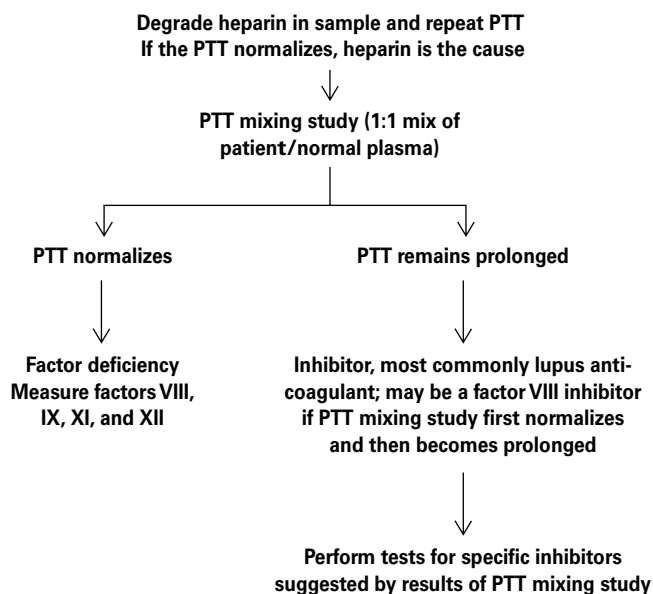 Degrade heparin in sample and repeat PTT
If the PTT normalizes, heparin is the cause
PTT mixing study (1:1 mix of
patient/normal plasma)
PTT normalizes
PTT remains prolonged
Factor deficiency
Measure factors VIII,
IX, XI, and XII
Inhibitor, most commonly lupus anti-
coagulant; may be a factor VIII inhibitor
if PTT mixing study first normalizes
and then becomes prolonged
Perform tests for specific inhibitors
suggested by results of PTT mixing study